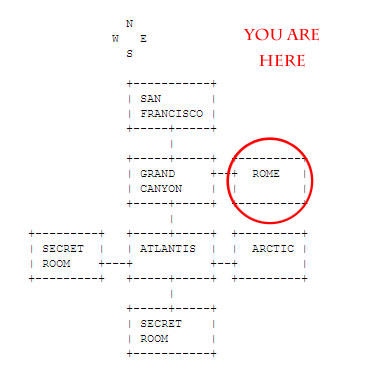 N
W E
S
YOU ARE
HERE
SAN
FRANCISCO
GRAND
CANYON
ROME
SECRET
ROOM
ATLANTIS
ARCTIC
SECRET
ROOM